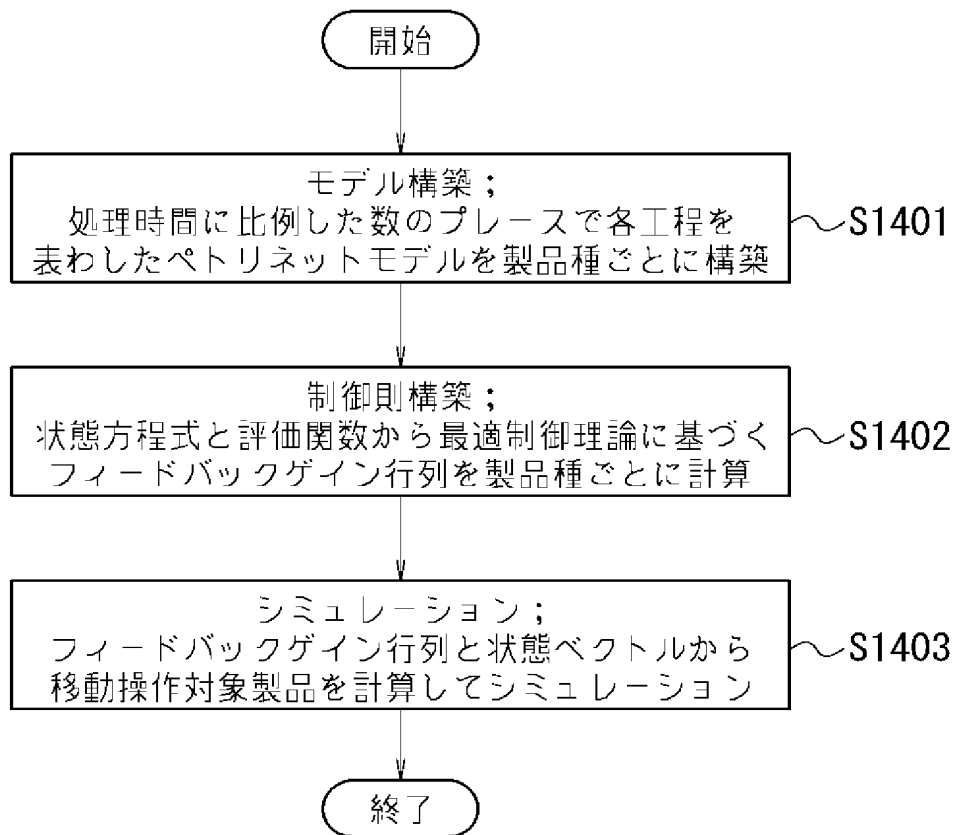 開始
モデル構築；
処理時間に比例した数のプレースで各工程を
表わしたペトリネットモデルを製品種ごとに構築
S1401
制御則構築；
状態方程式と評価関数から最適制御理論に基づく
フィードバックゲイン行列を製品種ごとに計算
S1402
シミュレーション；
フィードバックゲイン行列と状態ベクトルから
移動操作対象製品を計算してシミュレーション
S1403
終了